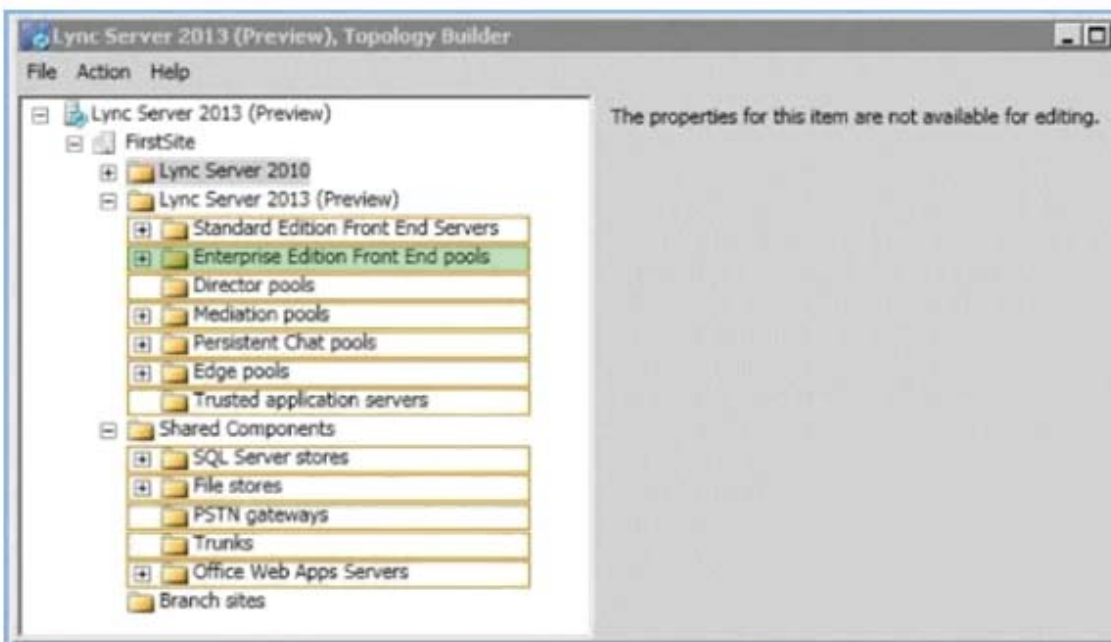 Lync Server 2013 (Preview), Topology Builder
File Action Help
Lync Server 2013 (Preview)
The properties for this item are not available for editing.
FirstSite
Lync Server 2010
Lync Server 2013 (Preview)
Standard Edition Front End Servers
Enterprise Edition Front End pools
Director pools
Mediation pools
Persistent Chat pools
Edge pools
Trusted application servers
Shared Components
SQL Server stores
File stores
PSTN gateways
Trunks
Office Web Apps Servers
Branch sites